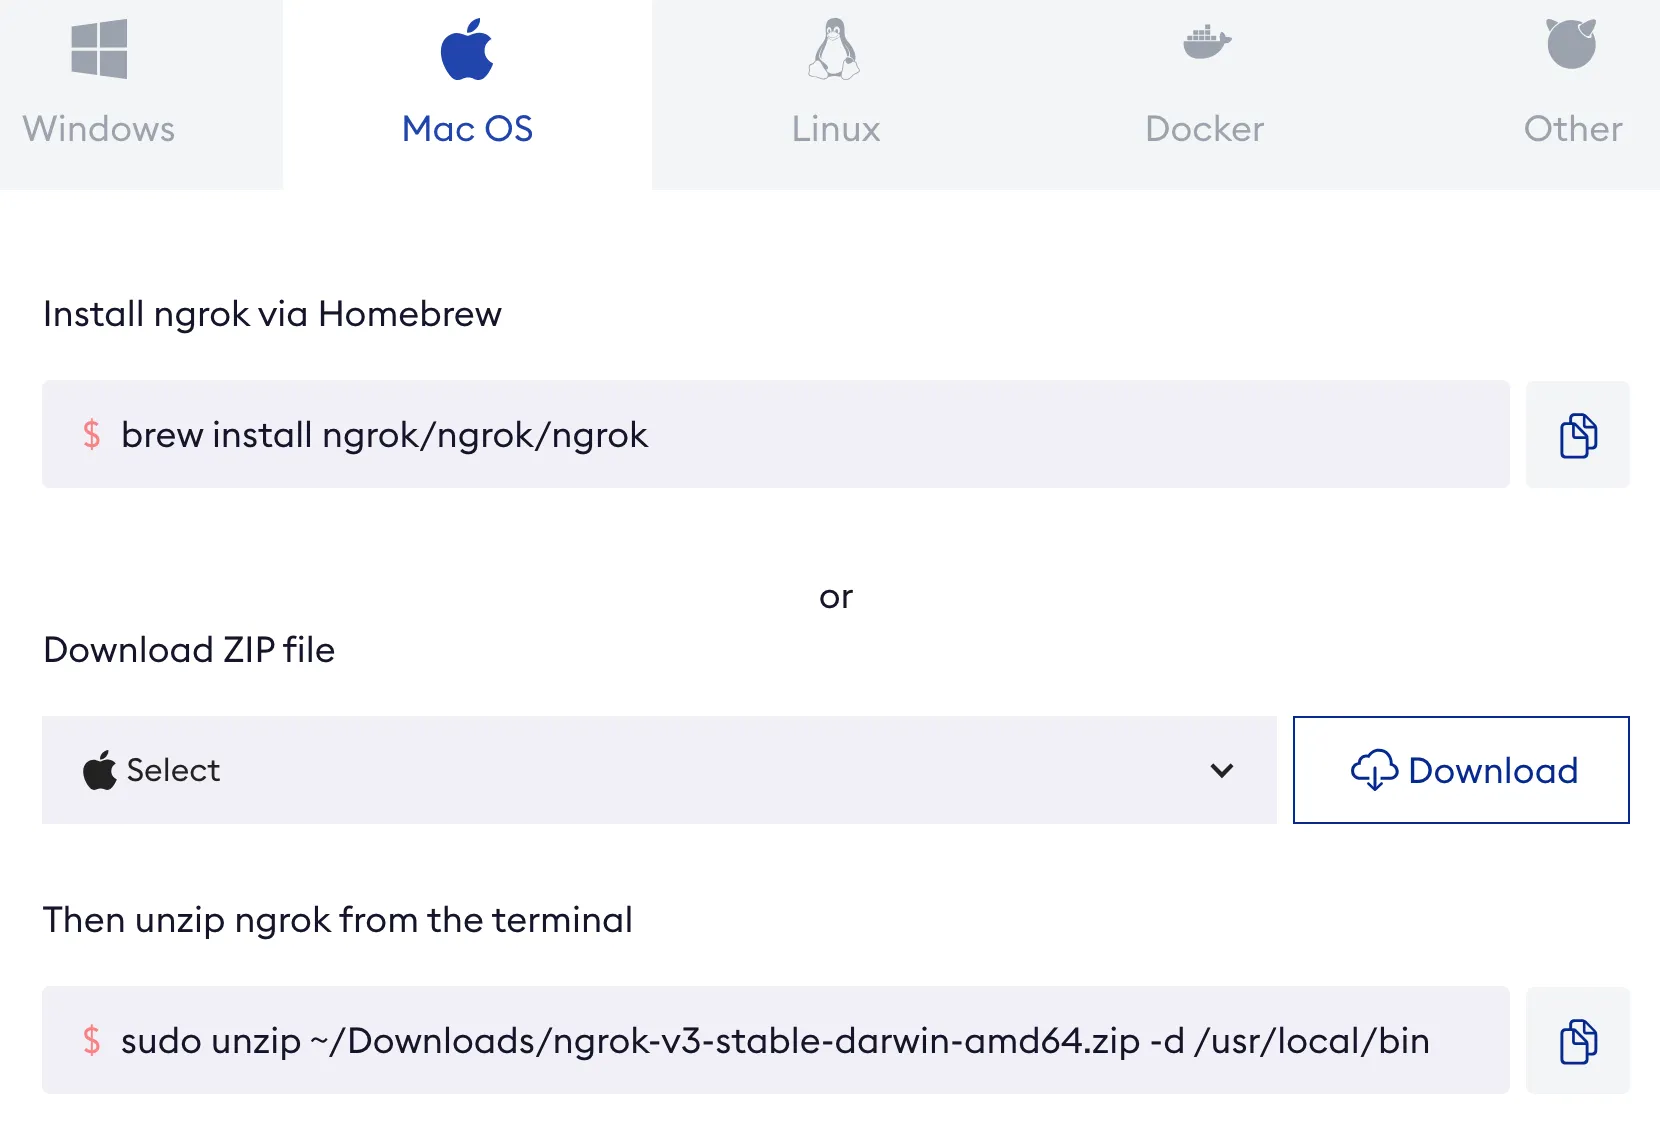 Windows
Mac OS
Linux
Docker
Other
Install ngrok via Homebrew
$ brew install ngrok/ngrok/ngrok
or
Download ZIP file
Select
Download
Then unzip ngrok from the terminal
$ sudo unzip ~/Downloads/ngrok-v3-stable-darwin-amd64.zip -d /usr/local/bin